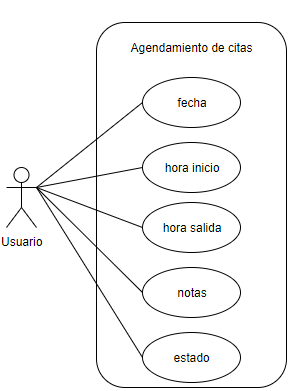 Agendamiento de citas
fecha
hora inicio
hora salida
Usuario
notas
estado